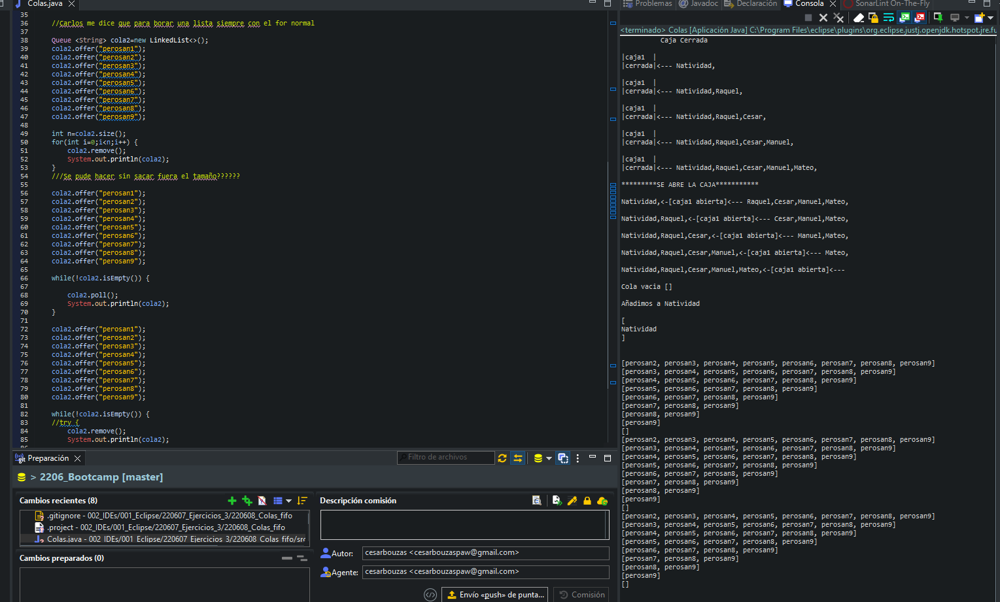 Colas.java
35
36 //Carlos me dice que para borar una lista siempre con el for normal
37
38 Queue <String> cola2=new LinkedList<>();
39 cola2.offer("perosan1");
40 cola2.offer("perosan2");
41 cola2.offer("perosan3");
42 cola2.offer("perosan4");
43 cola2.offer("perosan5");
44 cola2.offer("perosan6");
45 cola2.offer("perosan7");
46 cola2.offer("perosan8");
47 cola2.offer("perosan9");
48
49 int n=cola2.size();
50 for(int i=0;i<n;i++) {
51 cola2.remove();
52 System.out.println(cola2);
53 }
54 ///Se pude hacer sin sacar fuera el tamaño??????
55
56 cola2.offer("perosan1");
57 cola2.offer("perosan2");
58 cola2.offer("perosan3");
59 cola2.offer("perosan4");
60 cola2.offer("perosan5");
61 cola2.offer("perosan6");
62 cola2.offer("perosan7");
63 cola2.offer("perosan8");
64 cola2.offer("perosan9");
65
66 while(!cola2.isEmpty()) {
67
68 cola2.poll();
69 System.out.println(cola2);
70 }
71
72 cola2.offer("perosan1");
73 cola2.offer("perosan2");
74 cola2.offer("perosan3");
75 cola2.offer("perosan4");
76 cola2.offer("perosan5");
77 cola2.offer("perosan6");
78 cola2.offer("perosan7");
79 cola2.offer("perosan8");
80 cola2.offer("perosan9");
81
82 while(!cola2.isEmpty()) {
83 //try {
84 cola2.remove();
85 System.out.println(cola2);
Problemas @ Javadoc Declaración Consola SonarLint On-The-Fly
<terminado> Colas [Aplicación Java] C:\Program Files\eclipse\plugins\org.eclipse.justj.openjdk.hotspot.jre.fu
Caja Cerrada
|caja1 |
|cerrada|<--- Natividad,
|caja1 |
|cerrada|<--- Natividad,Raquel,
|caja1 |
|cerrada|<--- Natividad,Raquel,Cesar,
|caja1 |
|cerrada|<--- Natividad,Raquel,Cesar,Manuel,
|caja1 |
|cerrada|<--- Natividad,Raquel,Cesar,Manuel,Mateo,
*********SE ABRE LA CAJA***********
Natividad,<-[caja1 abierta]<--- Raquel,Cesar,Manuel,Mateo,
Natividad,Raquel,<-[caja1 abierta]<--- Cesar,Manuel,Mateo,
Natividad,Raquel,Cesar,<-[caja1 abierta]<--- Manuel,Mateo,
Natividad,Raquel,Cesar,Manuel,<-[caja1 abierta]<--- Mateo,
Natividad,Raquel,Cesar,Manuel,Mateo,<-[caja1 abierta]<---
Cola vacia []
Añadimos a Natividad
[
Natividad
]
[perosan2, perosan3, perosan4, perosan5, perosan6, perosan7, perosan8, perosan9]
[perosan3, perosan4, perosan5, perosan6, perosan7, perosan8, perosan9]
[perosan4, perosan5, perosan6, perosan7, perosan8, perosan9]
[perosan5, perosan6, perosan7, perosan8, perosan9]
[perosan6, perosan7, perosan8, perosan9]
[perosan7, perosan8, perosan9]
[perosan8, perosan9]
[perosan9]
[]
[perosan2, perosan3, perosan4, perosan5, perosan6, perosan7, perosan8, perosan9]
[perosan3, perosan4, perosan5, perosan6, perosan7, perosan8, perosan9]
[perosan4, perosan5, perosan6, perosan7, perosan8, perosan9]
[perosan5, perosan6, perosan7, perosan8, perosan9]
[perosan6, perosan7, perosan8, perosan9]
[perosan7, perosan8, perosan9]
[perosan8, perosan9]
[perosan9]
[]
[perosan2, perosan3, perosan4, perosan5, perosan6, perosan7, perosan8, perosan9]
[perosan3, perosan4, perosan5, perosan6, perosan7, perosan8, perosan9]
[perosan4, perosan5, perosan6, perosan7, perosan8, perosan9]
[perosan5, perosan6, perosan7, perosan8, perosan9]
[perosan6, perosan7, perosan8, perosan9]
[perosan7, perosan8, perosan9]
[perosan8, perosan9]
[perosan9]
[]
git Preparación
Filtro de archivos
> 2206_Bootcamp [master]
Cambios recientes (8)
.gitignore - 002_IDEs/001_Eclipse/220607_Ejercicios_3/220608_Colas_fifo
.project - 002_IDEs/001_Eclipse/220607_Ejercicios_3/220608_Colas_fifo
Colas.java - 002_IDEs/001_Eclipse/220607_Ejercicios_3/220608_Colas_fifo/src
Cambios preparados (0)
Descripción comisión
Autor: cesarbouzas <cesarbouzaspaw@gmail.com>
Agente: cesarbouzas <cesarbouzaspaw@gmail.com>
Envío «push» de punta...
Comisión